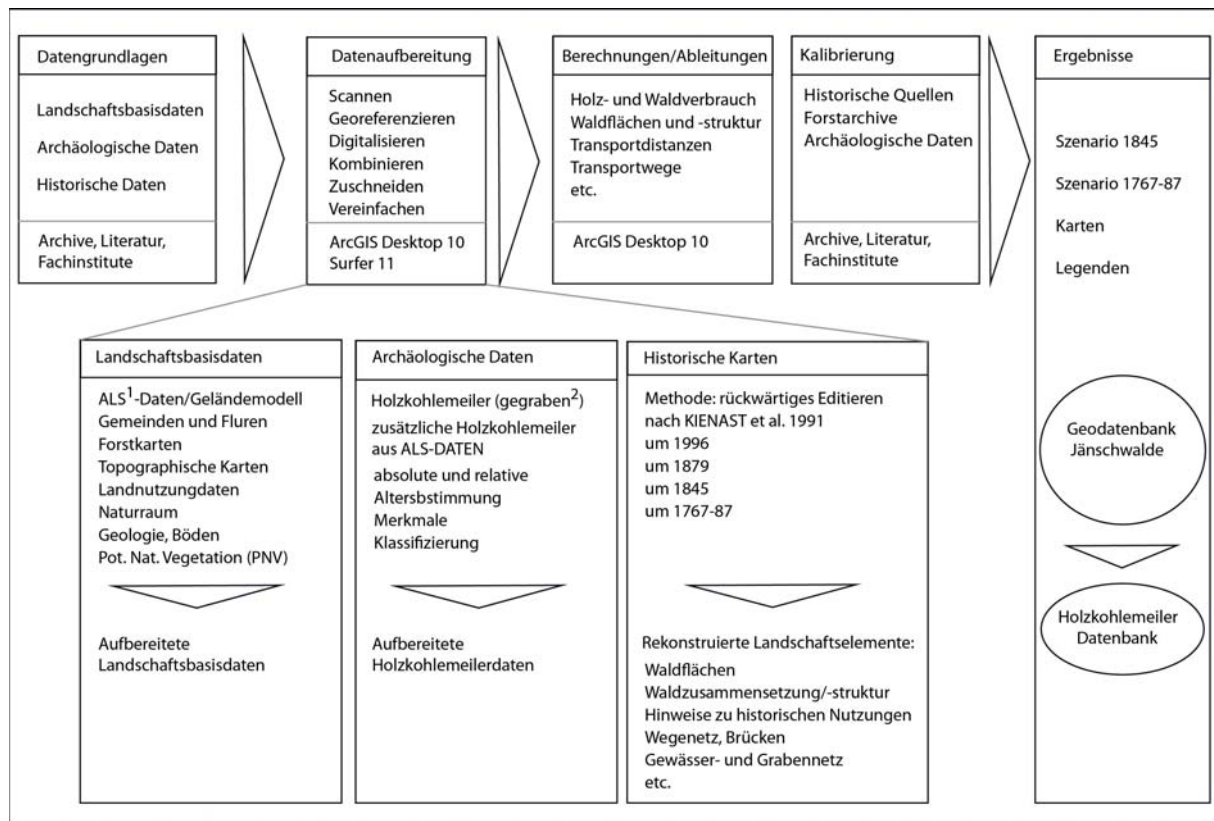 Datengrundlagen
Landschaftsbasisdaten
Archäologische Daten
Historische Daten
Archive, Literatur,
Fachinstitute
Datenaufbereitung
Scannen
Georeferenzieren
Digitalisieren
Kombinieren
Zuschneiden
Vereinfachen
ArcGIS Desktop 10
Surfer 11
Berechnungen/Ableitungen
Holz- und Waldverbrauch
Waldflächen und -struktur
Transportdistanzen
Transportwege
etc.
ArcGIS Desktop 10
Kalibrierung
Historische Quellen
Forstarchive
Archäologische Daten
Archive, Literatur,
Fachinstitute
Ergebnisse
Szenario 1845
Szenario 1767-87
Karten
Legenden
Geodatenbank
Jänschwalde
Holzkohlemeiler
Datenbank
Landschaftsbasisdaten
ALS¹-Daten/Geländemodell
Gemeinden und Fluren
Forstkarten
Topographische Karten
Landnutzungdaten
Naturraum
Geologie, Böden
Pot. Nat. Vegetation (PNV)
Aufbereitete
Landschaftsbasisdaten
Archäologische Daten
Holzkohlemeiler (gegraben²)
zusätzliche Holzkohlemeiler
aus ALS-DATEN
absolute und relative
Altersbstimmung
Merkmale
Klassifizierung
Aufbereitete
Holzkohlemeilerdaten
Historische Karten
Methode: rückwärtiges Editieren
nach KIENAST et al. 1991
um 1996
um 1879
um 1845
um 1767-87
Rekonstruierte Landschaftselemente:
Waldflächen
Waldzusammensetzung/-struktur
Hinweise zu historischen Nutzungen
Wegenetz, Brücken
Gewässer- und Grabennetz
etc.